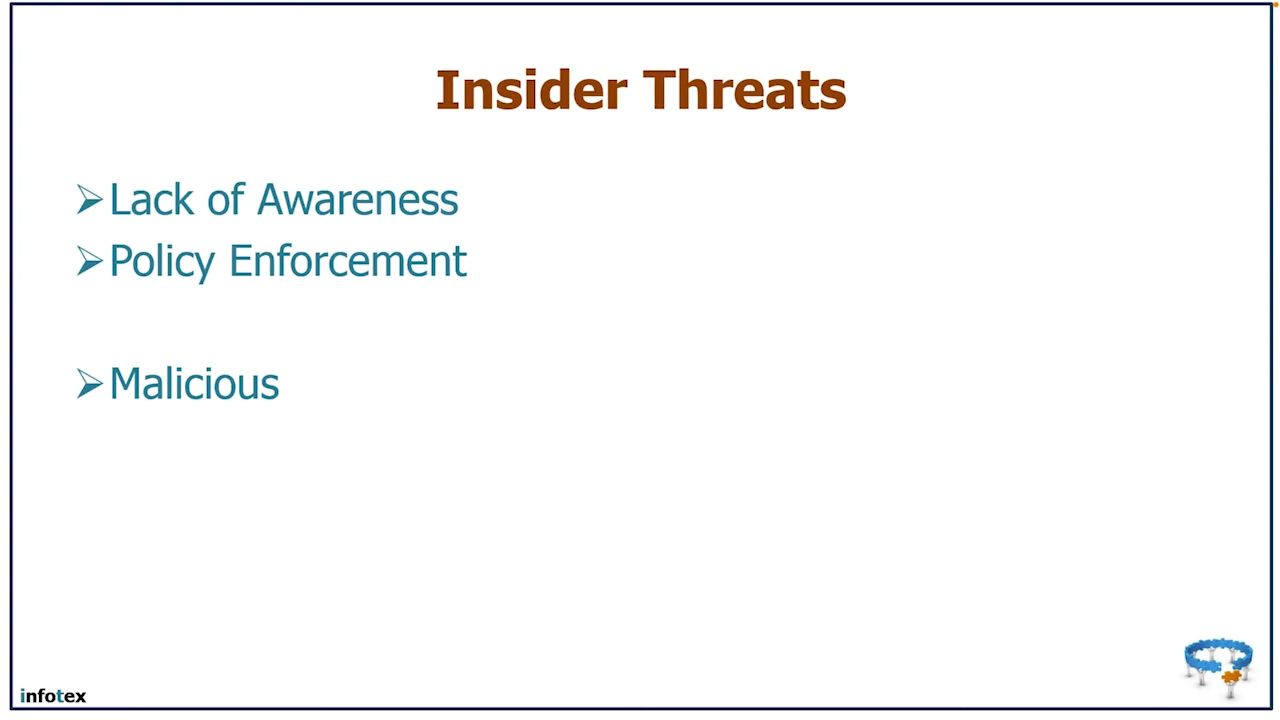 Insider Threats
Lack of Awareness
Policy Enforcement
Malicious
infotex